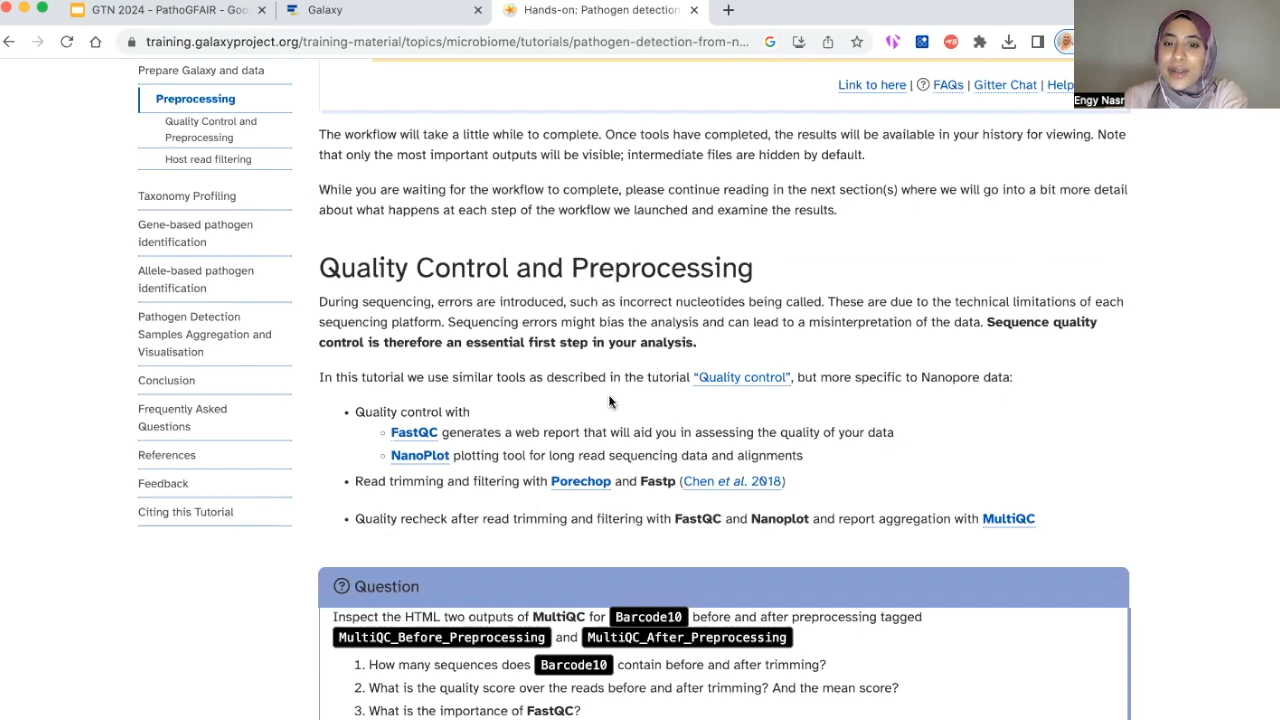 GTN 2024 - PathoGFAIR - Goo
Galaxy
Hands-on: Pathogen detection
training.galaxyproject.org/training-material/topics/microbiome/tutorials/pathogen-detection-from-n...
Engy Nasr
Prepare Galaxy and data
Preprocessing
Quality Control and
Preprocessing
Host read filtering
Taxonomy Profiling
Gene-based pathogen
identification
Allele-based pathogen
identification
Pathogen Detection
Samples Aggregation and
Visualisation
Conclusion
Frequently Asked
Questions
References
Feedback
Citing this Tutorial
Link to here | ? FAQs | Gitter Chat | Help
The workflow will take a little while to complete. Once tools have completed, the results will be available in your history for viewing. Note
that only the most important outputs will be visible; intermediate files are hidden by default.
While you are waiting for the workflow to complete, please continue reading in the next section(s) where we will go into a bit more detail
about what happens at each step of the workflow we launched and examine the results.
Quality Control and Preprocessing
During sequencing, errors are introduced, such as incorrect nucleotides being called. These are due to the technical limitations of each
sequencing platform. Sequencing errors might bias the analysis and can lead to a misinterpretation of the data. Sequence quality
control is therefore an essential first step in your analysis.
In this tutorial we use similar tools as described in the tutorial “Quality control”, but more specific to Nanopore data:
• Quality control with
◦ FastQC generates a web report that will aid you in assessing the quality of your data
◦ NanoPlot plotting tool for long read sequencing data and alignments
• Read trimming and filtering with Porechop and Fastp (Chen et al. 2018)
• Quality recheck after read trimming and filtering with FastQC and Nanoplot and report aggregation with MultiQC
? Question
Inspect the HTML two outputs of MultiQC for Barcode10 before and after preprocessing tagged
MultiQC_Before_Preprocessing and MultiQC_After_Preprocessing
1. How many sequences does Barcode10 contain before and after trimming?
2. What is the quality score over the reads before and after trimming? And the mean score?
3. What is the importance of FastQC?